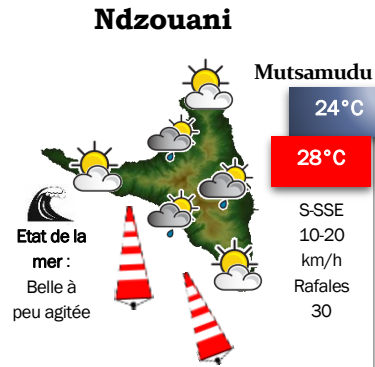 Ndzouani
Mutsamudu
24°C
28°C
S-SSE
10-20
km/h
Rafales
30
Etat de la
mer :
Belle à
peu agitée